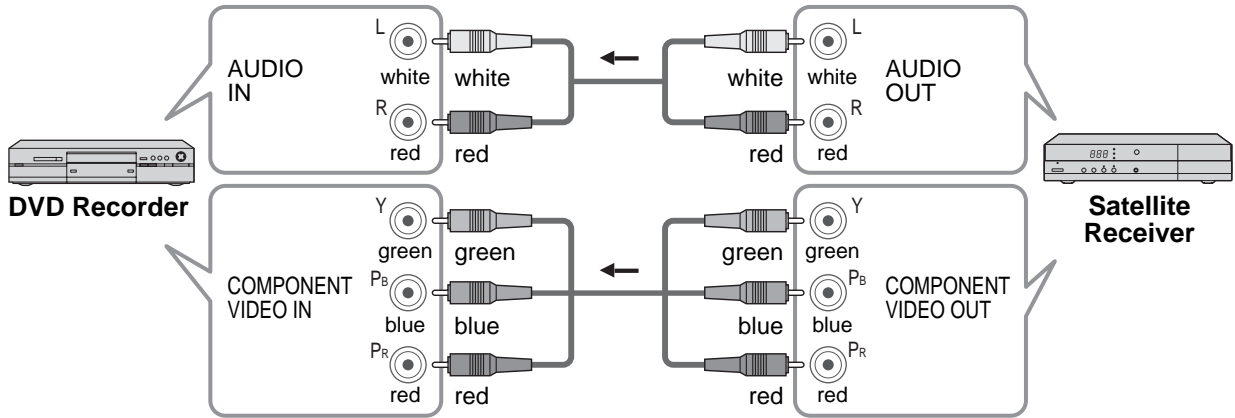 AUDIO
IN
L
white
white
R
red
red
white
white
L
R
red
red
AUDIO
OUT
DVD Recorder
888
Satellite
Receiver
COMPONENT
VIDEO IN
Y
green
green
PB
blue
blue
PR
red
red
green
green
Y
blue
blue
PB
red
red
PR
COMPONENT
VIDEO OUT